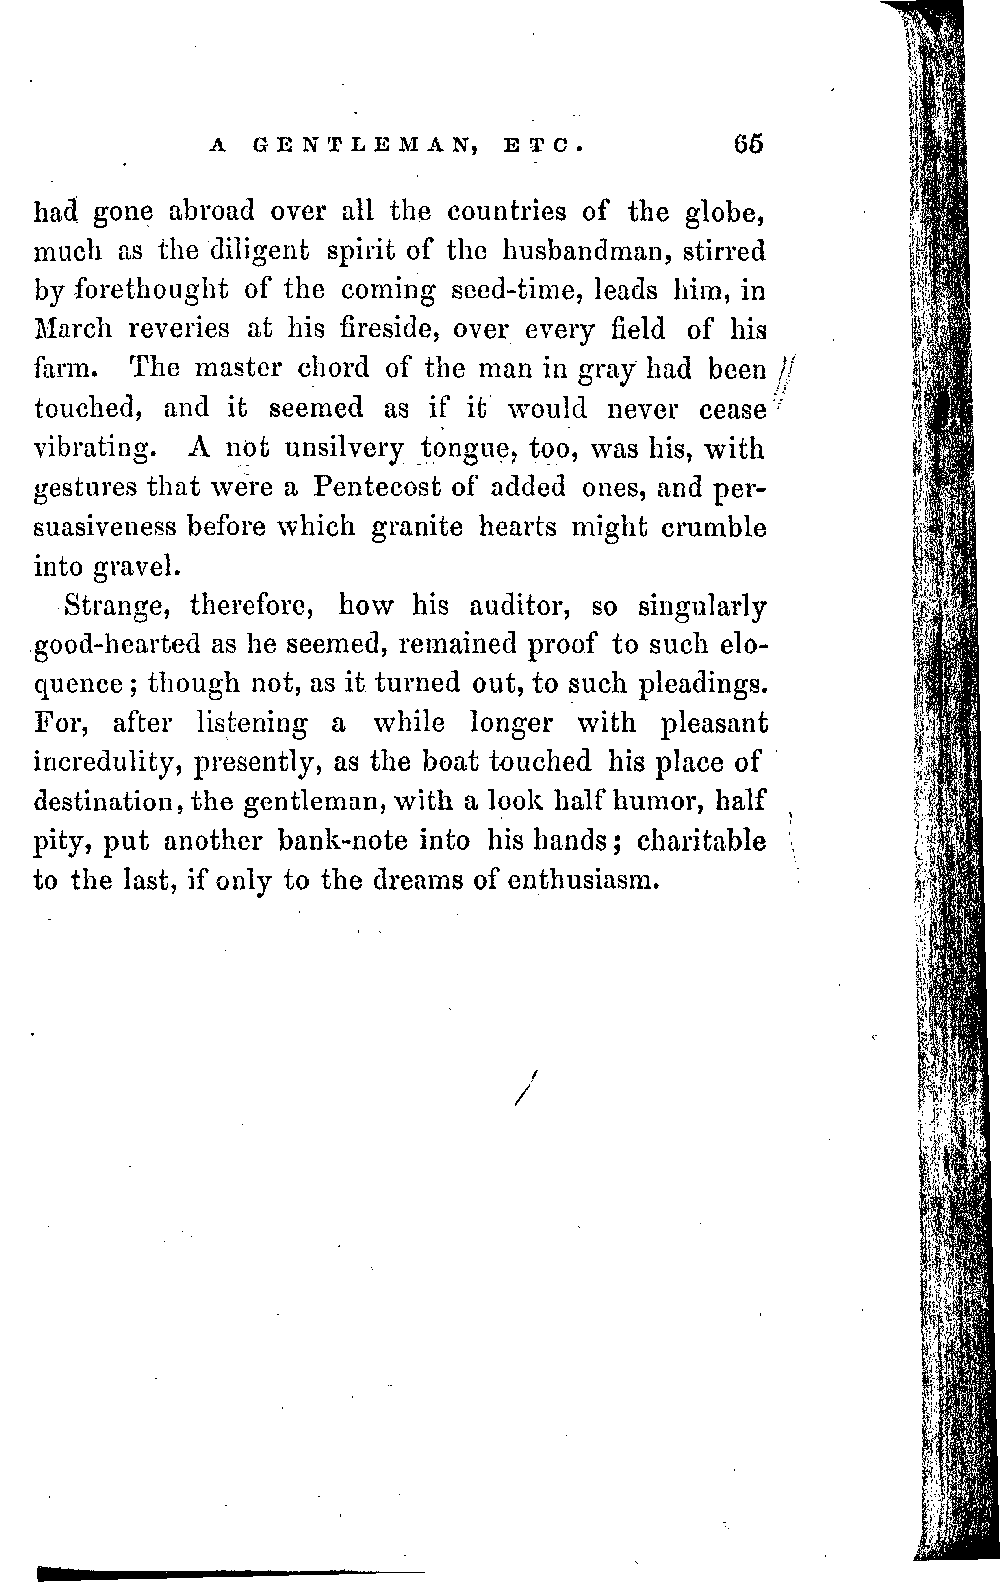 A GENTLEMAN, ETC. 65
had gone abroad over all the countries of the globe,
much as the diligent spirit of the husbandman, stirred
by forethought of the coming seed-time, leads him, in
March reveries at his fireside, over every field of his
farm. The master chord of the man in gray had been
touched, and it seemed as if it would never cease
vibrating. A not unsilvery tongue, too, was his, with
gestures that were a Pentecost of added ones, and per-
suasiveness before which granite hearts might crumble
into gravel.
Strange, therefore, how his auditor, so singularly
good-hearted as he seemed, remained proof to such elo-
quence; though not, as it turned out, to such pleadings.
For, after listening a while longer with pleasant
incredulity, presently, as the boat touched his place of
destination, the gentleman, with a look half humor, half
pity, put another bank-note into his hands; charitable
to the last, if only to the dreams of enthusiasm.